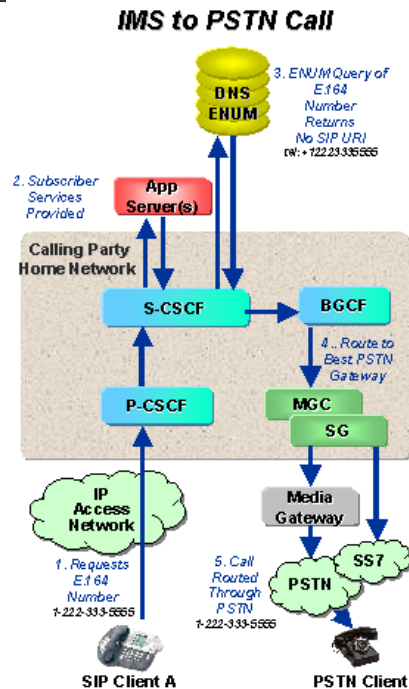 IMS to PSTN Call
DNS
ENUM
3. ENUM Query of
E.164
Number
Returns
No SIP URI
tel:+12223335555
2. Subscriber
Services
Provided
App
Server(s)
Calling Party
Home Network
S-CSCF
BGCF
4.. Route to
Best PSTN
Gateway
P-CSCF
MGC
SG
IP
Access
Network
Media
Gateway
1. Requests
E.164
Number
1-222-333-5555
5. Call
Routed
Through
PSTN
1-222-333-5555
PSTN
SS7
SIP Client A
PSTN Client